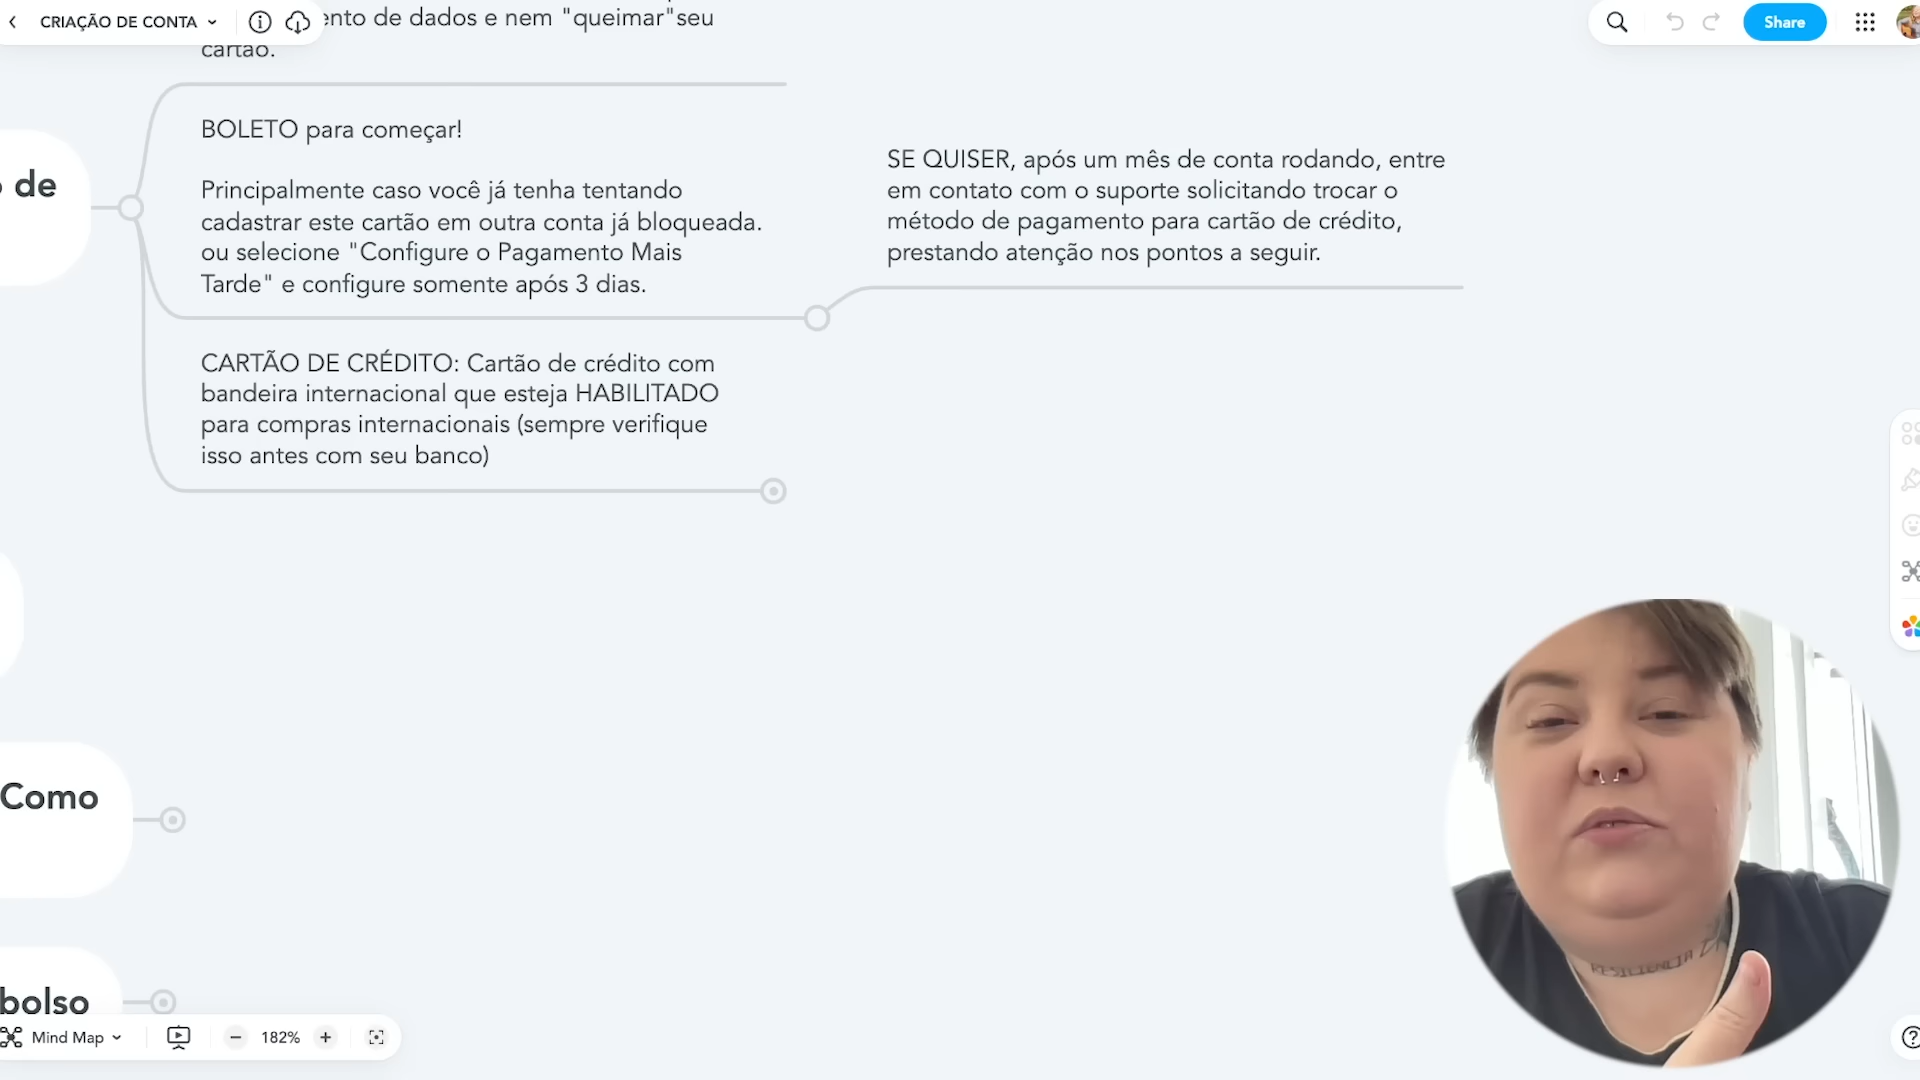 CRIAÇÃO DE CONTA
ento de dados e nem "queimar"seu
cartão.
Share
BOLETO para começar!
Principalmente caso você já tenha tentando
cadastrar este cartão em outra conta já bloqueada.
ou selecione "Configure o Pagamento Mais
Tarde" e configure somente após 3 dias.
SE QUISER, após um mês de conta rodando, entre
em contato com o suporte solicitando trocar o
método de pagamento para cartão de crédito,
prestando atenção nos pontos a seguir.
de
CARTÃO DE CRÉDITO: Cartão de crédito com
bandeira internacional que esteja HABILITADO
para compras internacionais (sempre verifique
isso antes com seu banco)
Como
bolso
RESILIENCIA
Mind Map
182%